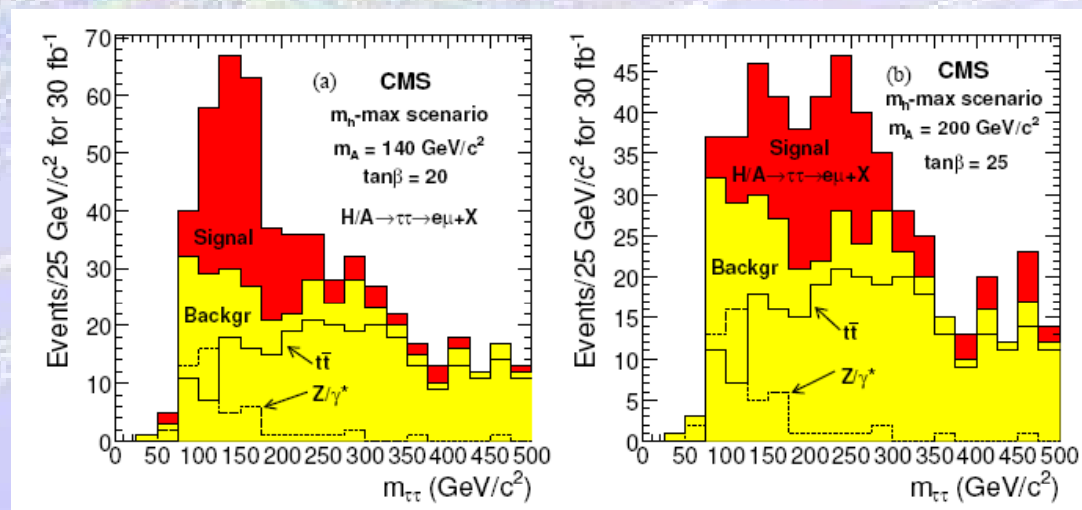 Events/25 GeV/c² for 30 fb⁻¹
70
60
50
40
30
20
10
0
(a)
CMS
mₕ-max scenario
m_A = 140 GeV/c²
tanβ = 20
H/A→ττ→eμ+X
Signal
Backgr
tt̄
Z/γ*
0 50 100 150 200 250 300 350 400 450 500
m_ττ (GeV/c²)
Events/25 GeV/c² for 30 fb⁻¹
45
40
35
30
25
20
15
10
5
0
(b)
CMS
mₕ-max scenario
m_A = 200 GeV/c²
tanβ = 25
Signal
H/A→ττ→eμ+X
Backgr
tt̄
Z/γ*
0 50 100 150 200 250 300 350 400 450 500
m_ττ (GeV/c²)